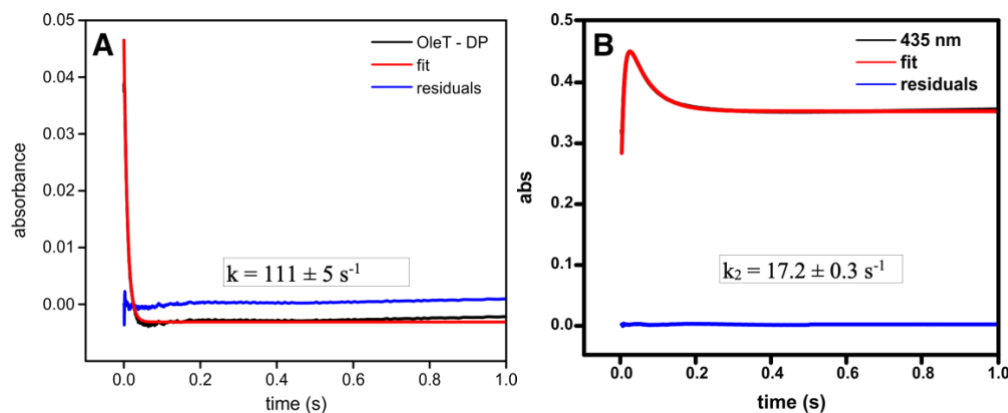 A
OleT - DP
fit
residuals
0.05
0.04
0.03
0.02
0.01
0.00
absorbance
k = 111 ± 5 s⁻¹
0.0 0.2 0.4 0.6 0.8 1.0
time (s)
B
435 nm
fit
residuals
0.5
0.4
0.3
0.2
0.1
0.0
abs
k₂ = 17.2 ± 0.3 s⁻¹
0.0 0.2 0.4 0.6 0.8 1.0
time (s)